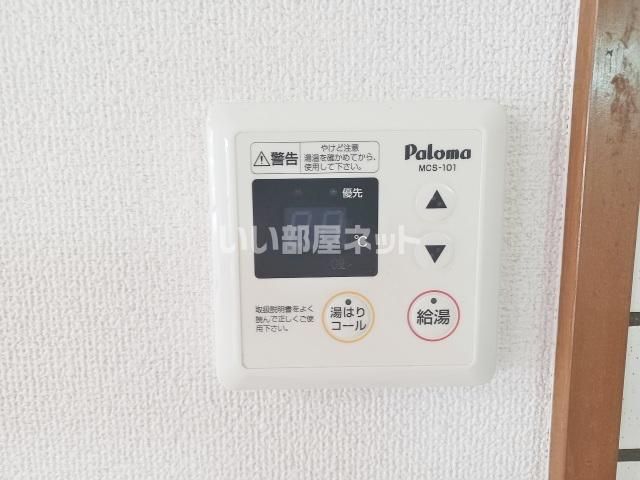 警告
やけど注意
湯温を確かめてから、
使用して下さい。
Paloma
MCS-101
優先
℃
いい部屋ネット
取扱説明書をよく
読んで正しくご使
用下さい。
湯はり
コール
給湯